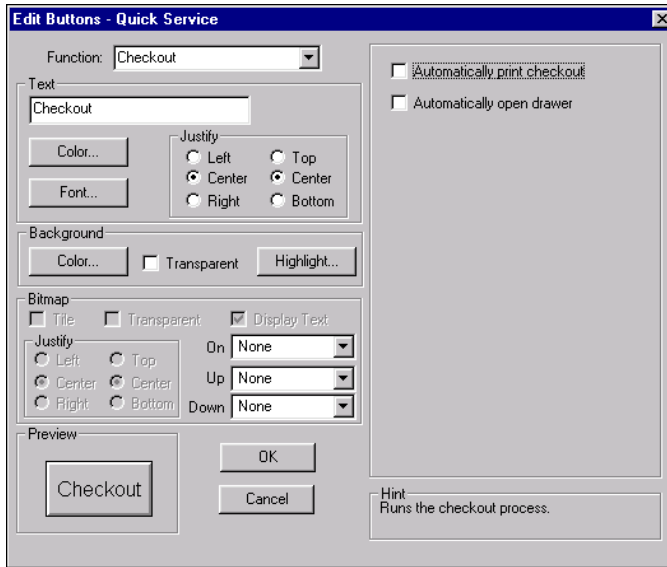 Edit Buttons - Quick Service
Function: Checkout
Text
Checkout
Color...
Font...
Justify
Left Top
Center Center
Right Bottom
Background
Color... Transparent Highlight...
Bitmap
Tile Transparent Display Text
Justify
Left Top
Center Center
Right Bottom
On None
Up None
Down None
Preview
Checkout
OK
Cancel
Automatically print checkout
Automatically open drawer
Hint
Runs the checkout process.